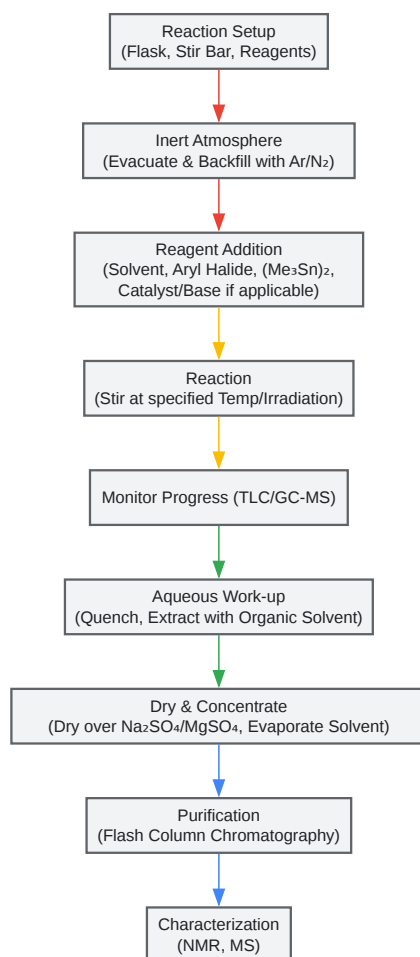 Reaction Setup
(Flask, Stir Bar, Reagents)
Inert Atmosphere
(Evacuate & Backfill with Ar/N₂)
Reagent Addition
(Solvent, Aryl Halide, (Me₃Sn)₂,
Catalyst/Base if applicable)
Reaction
(Stir at specified Temp/Irradiation)
Monitor Progress (TLC/GC-MS)
Aqueous Work-up
(Quench, Extract with Organic Solvent)
Dry & Concentrate
(Dry over Na₂SO₄/MgSO₄, Evaporate Solvent)
Purification
(Flash Column Chromatography)
Characterization
(NMR, MS)